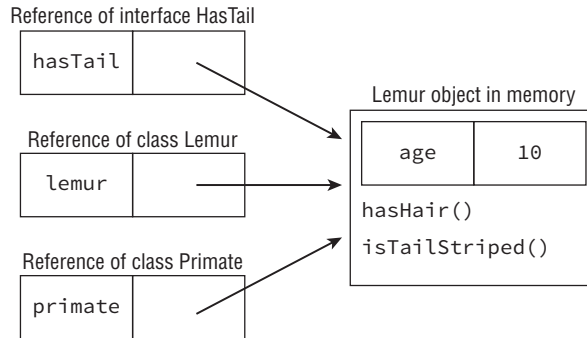 Reference of interface HasTail
hasTail
Lemur object in memory
age 10
Reference of class Lemur
lemur
hasHair()
isTailStriped()
Reference of class Primate
primate